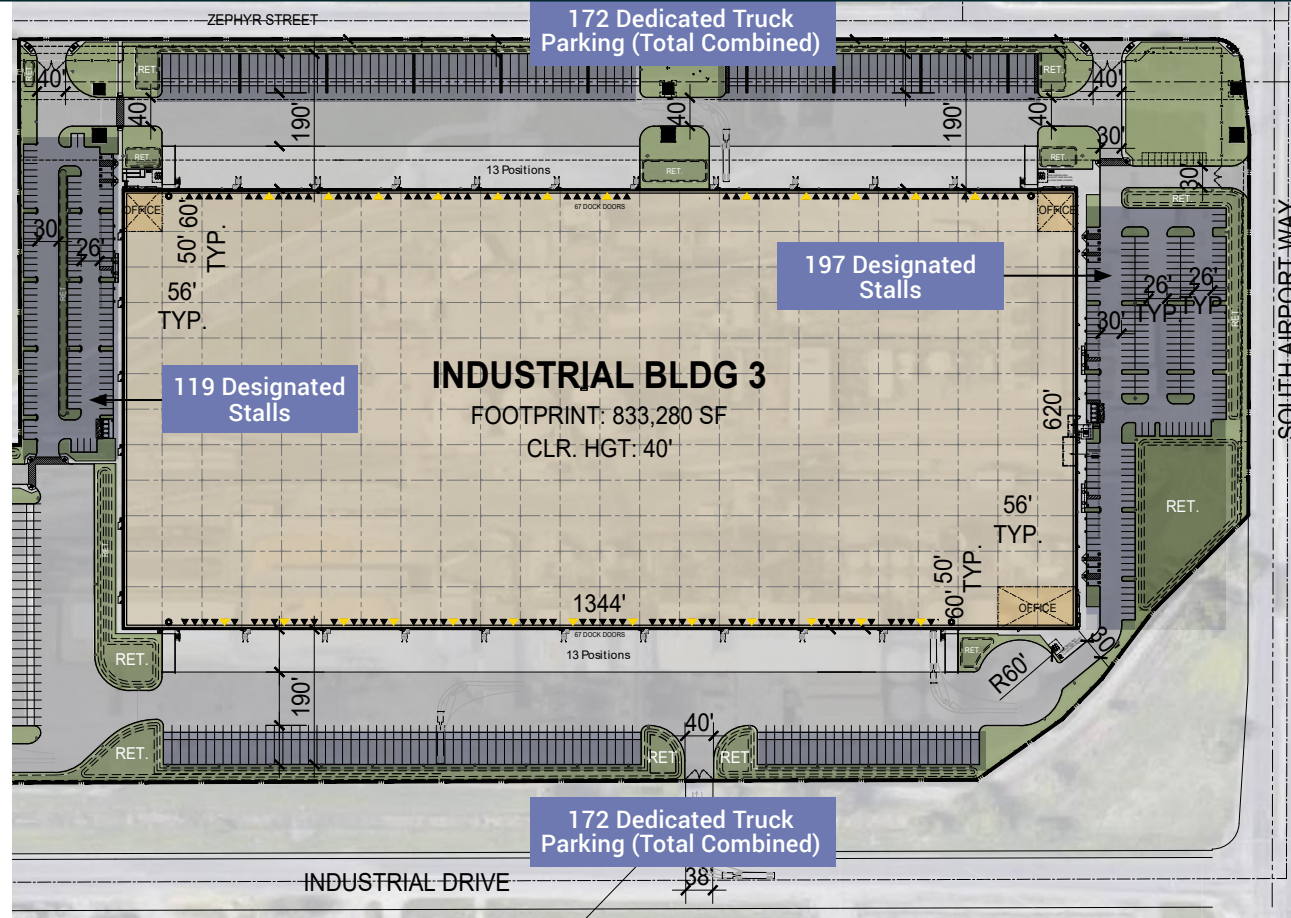 ZEPHYR STREET
172 Dedicated Truck
Parking (Total Combined)
RET.
RET.
40'
40'
40'
190'
40'
190'
40'
30'
RET.
RET.
RET.
13 Positions
30'
RET.
OFFICE
67 DOCK DOORS
OFFICE
SOUTH AIRPORT WAY
30'
26'
50' 60'
TYP.
56'
TYP.
197 Designated
Stalls
26'
TYP.
26'
TYP.
30'
RET.
119 Designated
Stalls
INDUSTRIAL BLDG 3
FOOTPRINT: 833,280 SF
CLR. HGT: 40'
620'
RET.
56'
TYP.
60' 50'
TYP.
1344'
OFFICE
67 DOCK DOORS
13 Positions
RET.
RET.
R60'
30'
190'
40'
RET.
RET
RET.
172 Dedicated Truck
Parking (Total Combined)
INDUSTRIAL DRIVE
38'